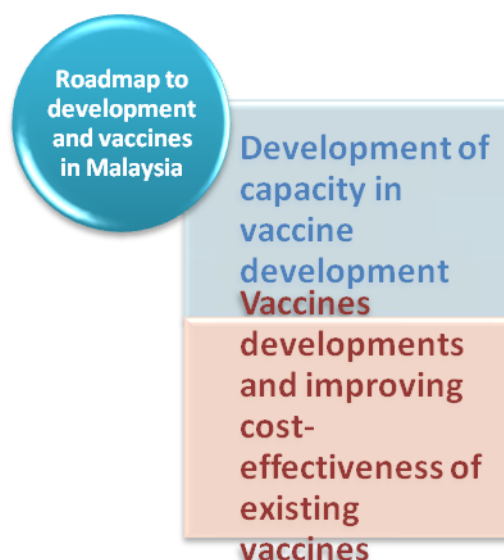 Roadmap to
development
and vaccines
in Malaysia
Development of
capacity in
vaccine
development
Vaccines
developments
and improving
cost-
effectiveness of
existing
vaccines